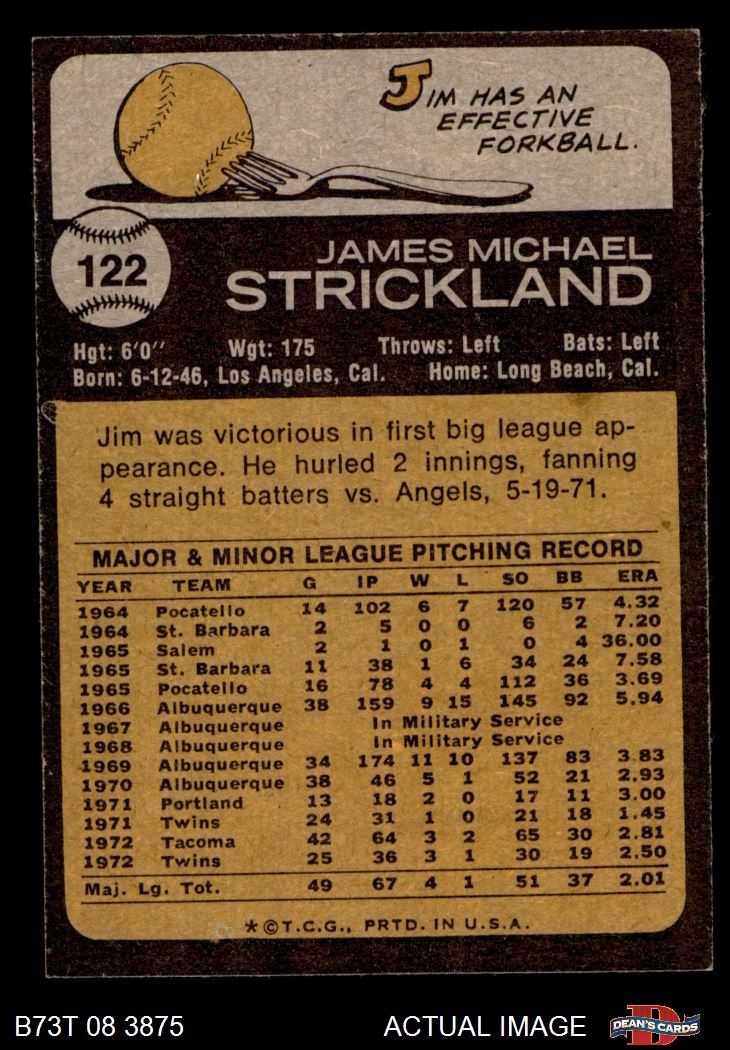 JIM HAS AN
EFFECTIVE
FORKBALL.
122
JAMES MICHAEL
STRICKLAND
Hgt: 6'0" Wgt: 175 Throws: Left Bats: Left
Born: 6-12-46, Los Angeles, Cal. Home: Long Beach, Cal.
Jim was victorious in first big league ap-
pearance. He hurled 2 innings, fanning
4 straight batters vs. Angels, 5-19-71.
MAJOR & MINOR LEAGUE PITCHING RECORD
YEAR TEAM G IP W L SO BB ERA
1964 Pocatello 14 102 6 7 120 57 4.32
1964 St. Barbara 2 5 0 0 6 2 7.20
1965 Salem 2 1 0 1 0 4 36.00
1965 St. Barbara 11 38 1 6 34 24 7.58
1965 Pocatello 16 78 4 4 112 36 3.69
1966 Albuquerque 38 159 9 15 145 92 5.94
1967 Albuquerque In Military Service
1968 Albuquerque In Military Service
1969 Albuquerque 34 174 11 10 137 83 3.83
1970 Albuquerque 38 46 5 1 52 21 2.93
1971 Portland 13 18 2 0 17 11 3.00
1971 Twins 24 31 1 0 21 18 1.45
1972 Tacoma 42 64 3 2 65 30 2.81
1972 Twins 25 36 3 1 30 19 2.50
Maj. Lg. Tot. 49 67 4 1 51 37 2.01
*©T.C.G., PRTD. IN U.S.A.
B73T 08 3875 ACTUAL IMAGE D DEAN'S CARDS